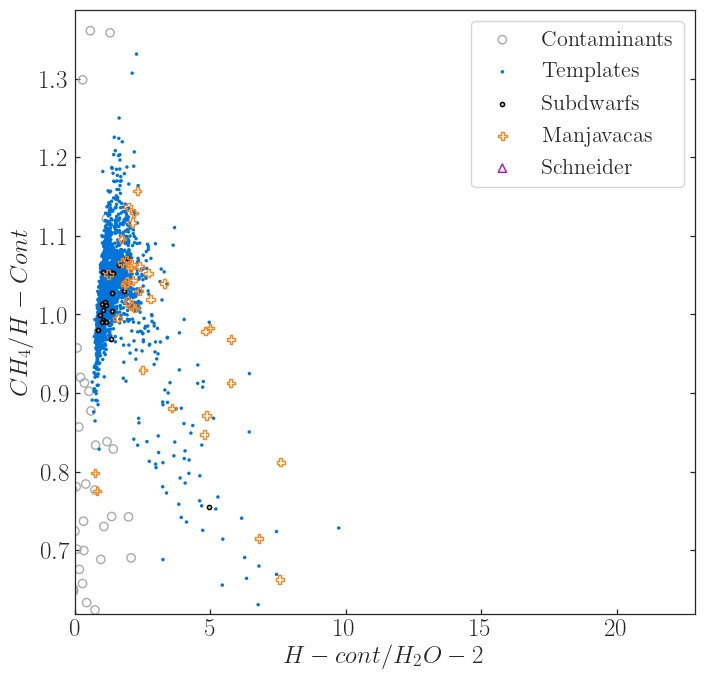 Contaminants
Templates
Subdwarfs
Manjavacas
Schneider
1.3
1.2
1.1
1.0
0.9
0.8
0.7
CH₄/H − Cont
0 5 10 15 20
H − cont/H₂O − 2